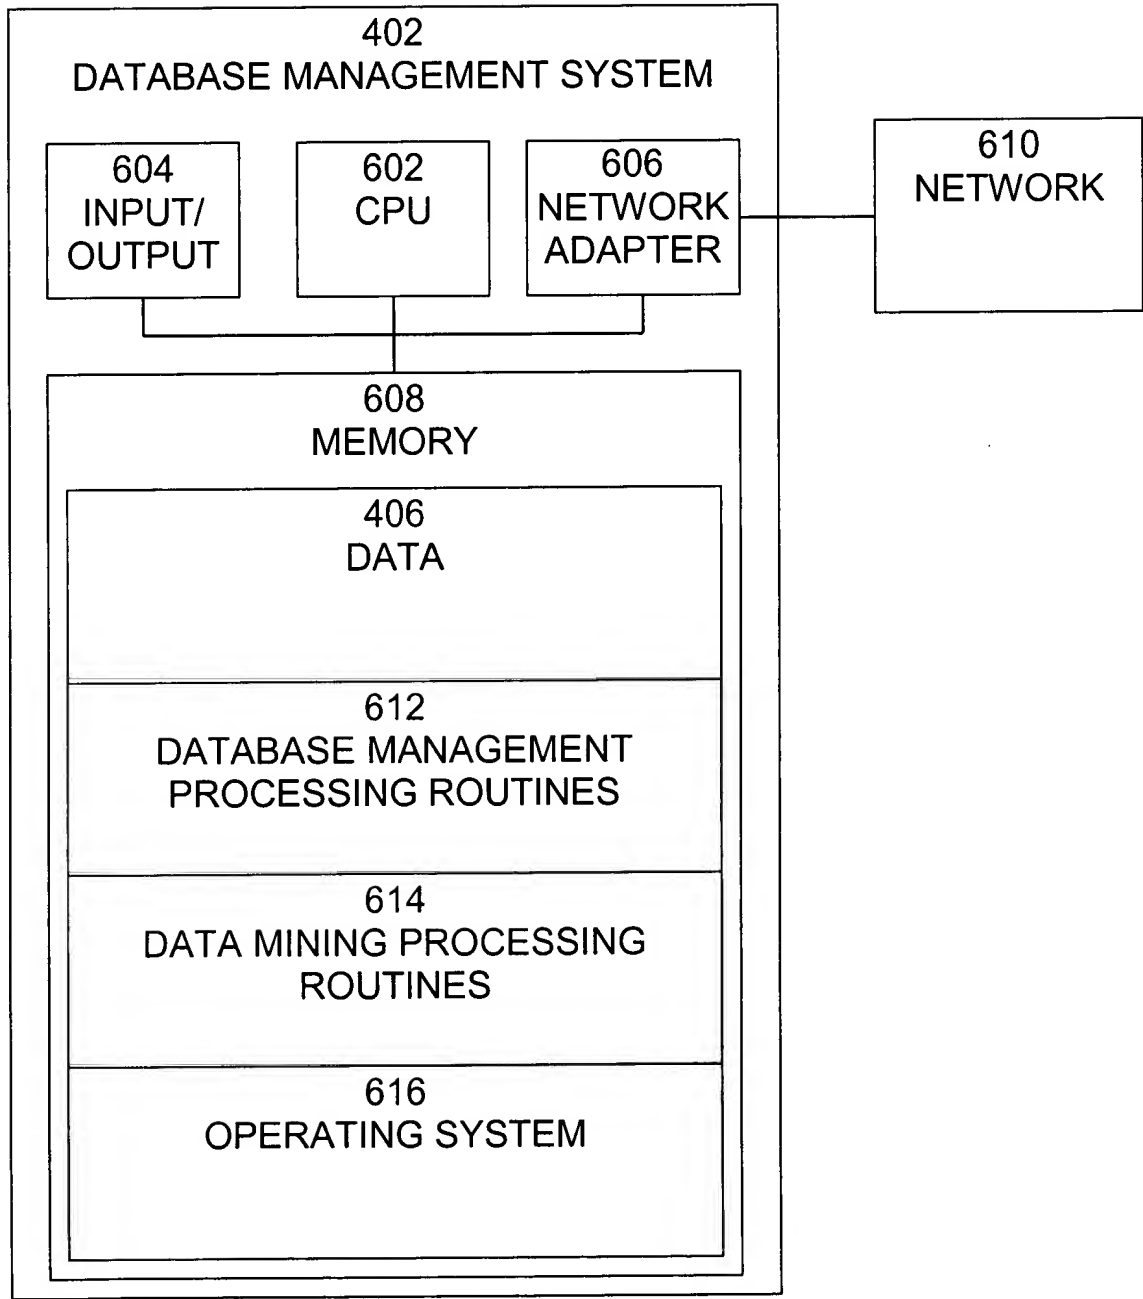 402
DATABASE MANAGEMENT SYSTEM
604
INPUT/
OUTPUT
602
CPU
606
NETWORK
ADAPTER
610
NETWORK
608
MEMORY
406
DATA
612
DATABASE MANAGEMENT
PROCESSING ROUTINES
614
DATA MINING PROCESSING
ROUTINES
616
OPERATING SYSTEM